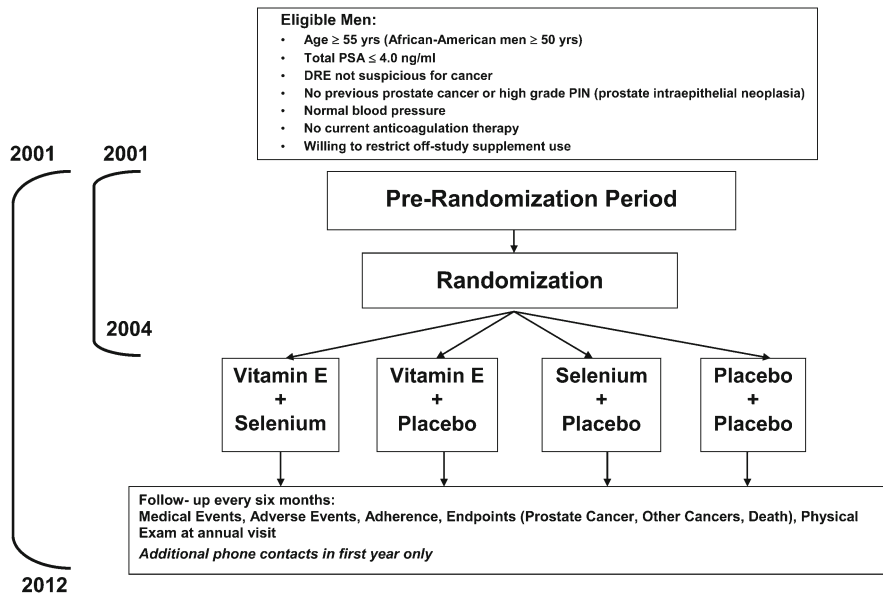 Eligible Men:
• Age ≥ 55 yrs (African-American men ≥ 50 yrs)
• Total PSA ≤ 4.0 ng/ml
• DRE not suspicious for cancer
• No previous prostate cancer or high grade PIN (prostate intraepithelial neoplasia)
• Normal blood pressure
• No current anticoagulation therapy
• Willing to restrict off-study supplement use
2001
2001
Pre-Randomization Period
Randomization
2004
Vitamin E
+
Selenium
Vitamin E
+
Placebo
Selenium
+
Placebo
Placebo
+
Placebo
Follow- up every six months:
Medical Events, Adverse Events, Adherence, Endpoints (Prostate Cancer, Other Cancers, Death), Physical
Exam at annual visit
Additional phone contacts in first year only
2012